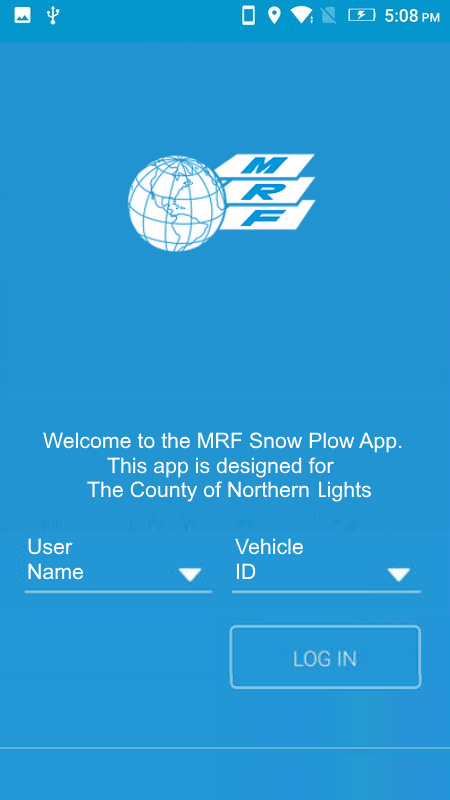 5:08 PM
M
R
F
Welcome to the MRF Snow Plow App.
This app is designed for
The County of Northern Lights
User
Name
Vehicle
ID
LOG IN